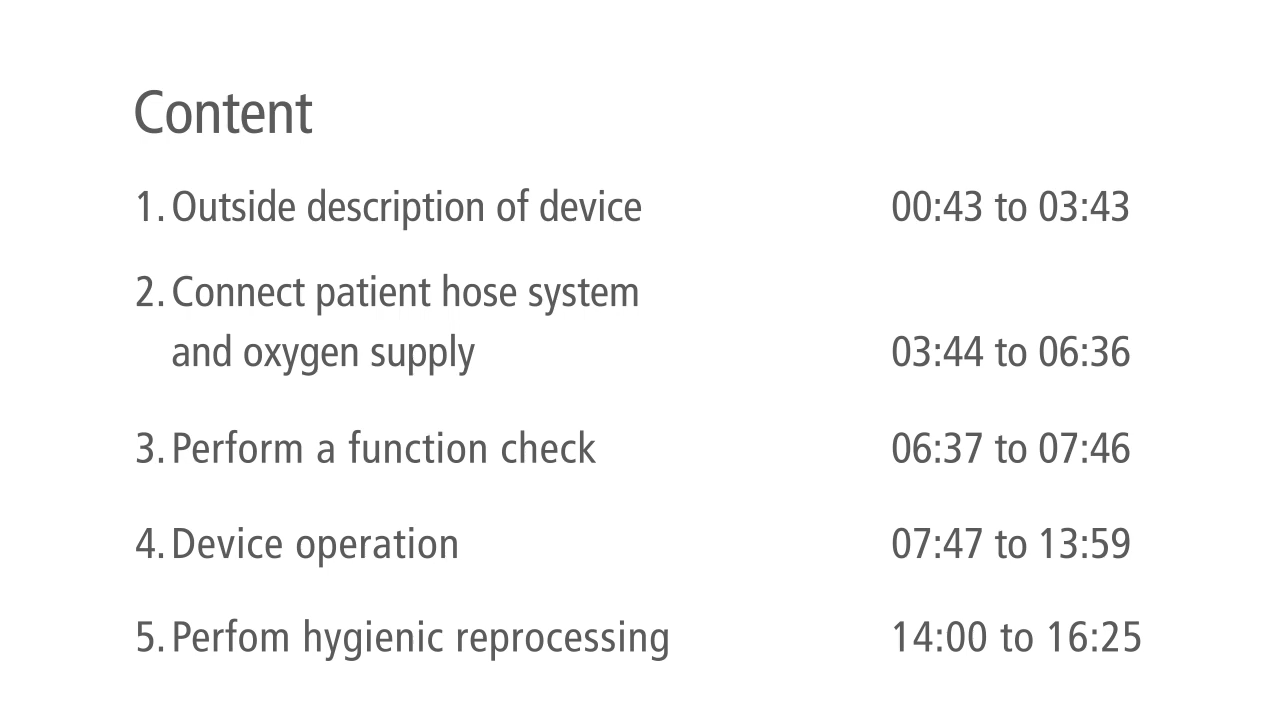 Content
1. Outside description of device 00:43 to 03:43
2. Connect patient hose system
and oxygen supply 03:44 to 06:36
3. Perform a function check 06:37 to 07:46
4. Device operation 07:47 to 13:59
5. Perfom hygienic reprocessing 14:00 to 16:25